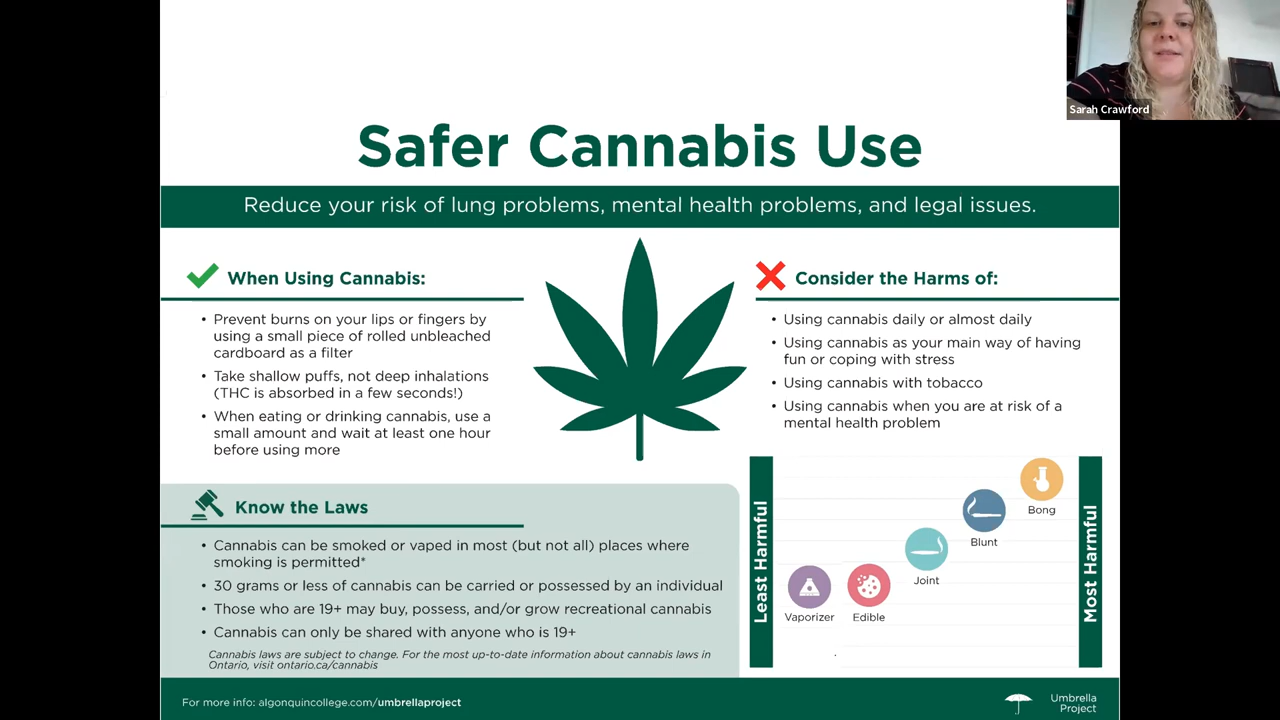 Sarah Crawford
Safer Cannabis Use
Reduce your risk of lung problems, mental health problems, and legal issues.
When Using Cannabis:
• Prevent burns on your lips or fingers by
using a small piece of rolled unbleached
cardboard as a filter
• Take shallow puffs, not deep inhalations
(THC is absorbed in a few seconds!)
• When eating or drinking cannabis, use a
small amount and wait at least one hour
before using more
Consider the Harms of:
• Using cannabis daily or almost daily
• Using cannabis as your main way of having
fun or coping with stress
• Using cannabis with tobacco
• Using cannabis when you are at risk of a
mental health problem
Know the Laws
• Cannabis can be smoked or vaped in most (but not all) places where
smoking is permitted*
• 30 grams or less of cannabis can be carried or possessed by an individual
• Those who are 19+ may buy, possess, and/or grow recreational cannabis
• Cannabis can only be shared with anyone who is 19+
Cannabis laws are subject to change. For the most up-to-date information about cannabis laws in
Ontario, visit ontario.ca/cannabis
Least Harmful
Vaporizer
Edible
Joint
Blunt
Bong
Most Harmful
For more info: algonquincollege.com/umbrellaproject
Umbrella
Project